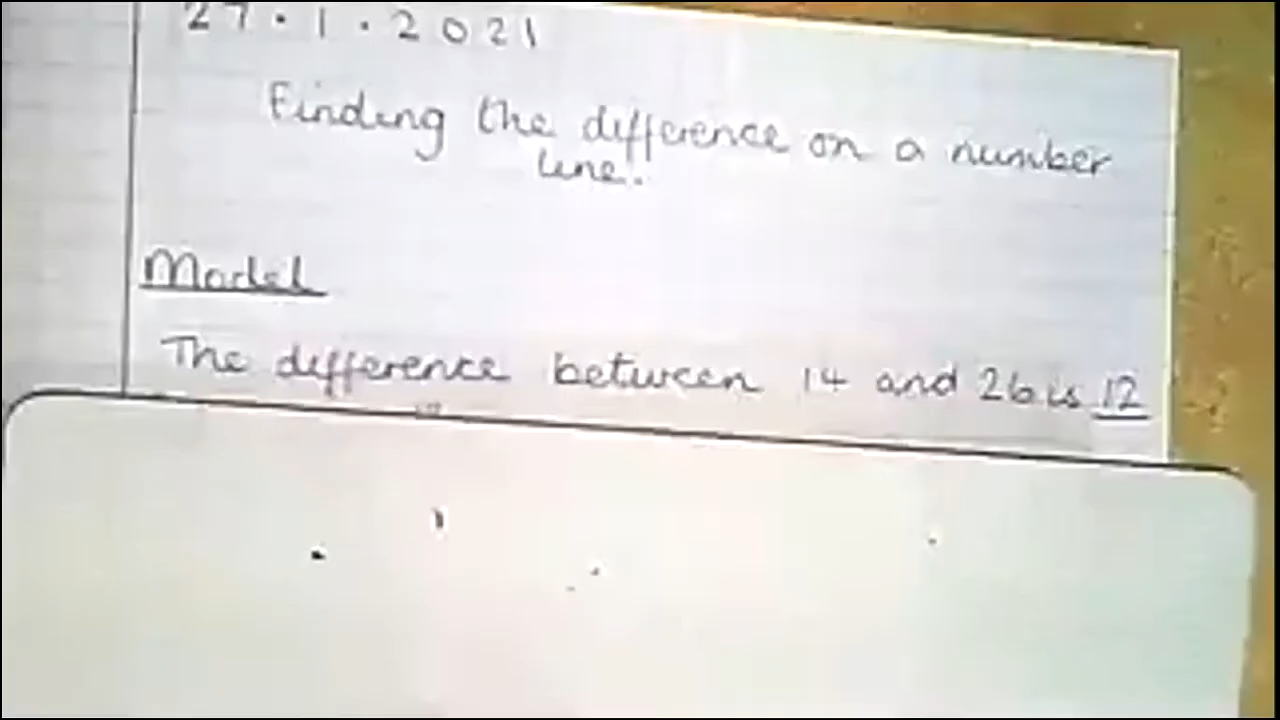 27.1.2021
Finding the difference on a number
line.
Model
The difference between 14 and 26 is 12